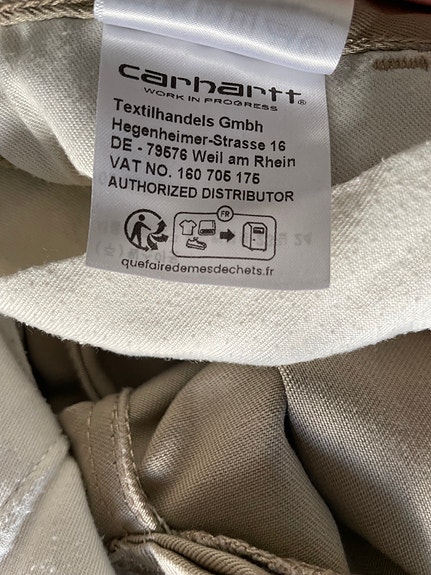 carhartt®
WORK IN PROGRESS
Textilhandels Gmbh
Hegenheimer-Strasse 16
DE - 79576 Weil am Rhein
VAT NO. 160 705 175
AUTHORIZED DISTRIBUTOR
FR
quefairedemesdechets.fr